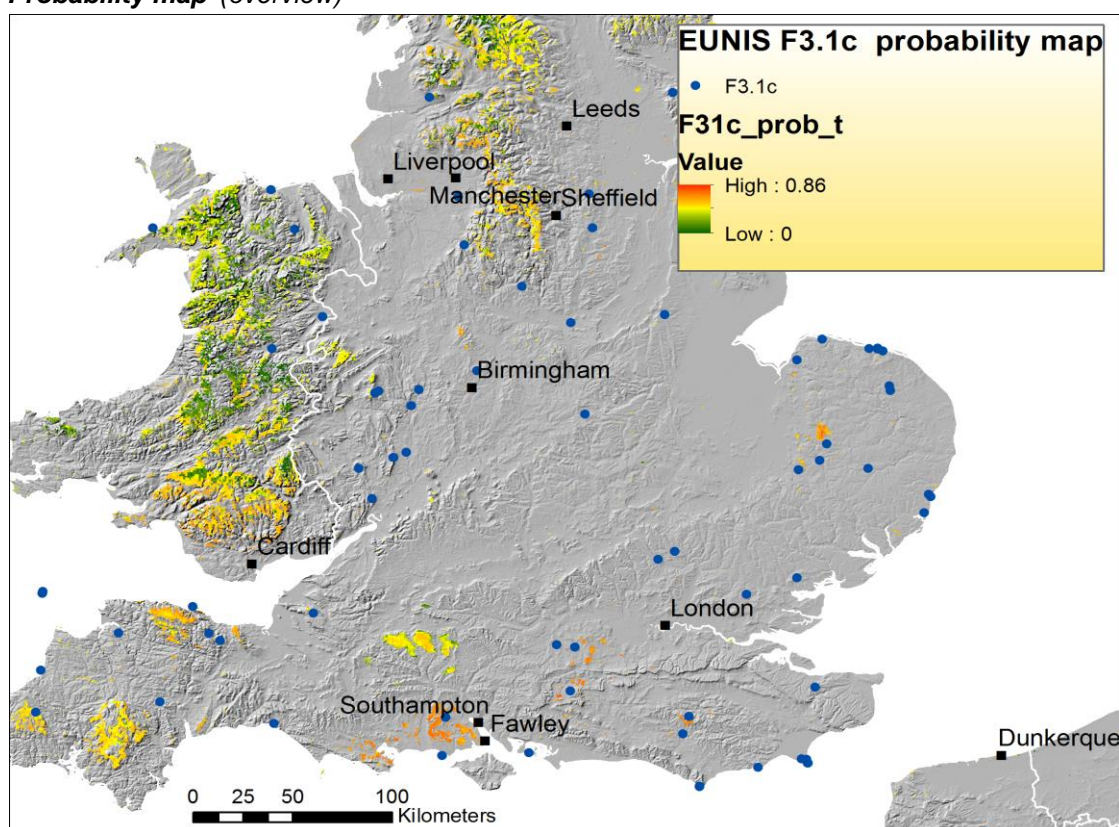 Probability map (overview)
EUNIS F3.1c probability map
F3.1c
F31c_prob_t
Value
High : 0.86
Low : 0
Leeds
Liverpool
Manchester
Sheffield
Birmingham
Cardiff
London
Southampton
Fawley
Dunkerque
0 25 50 100
Kilometers